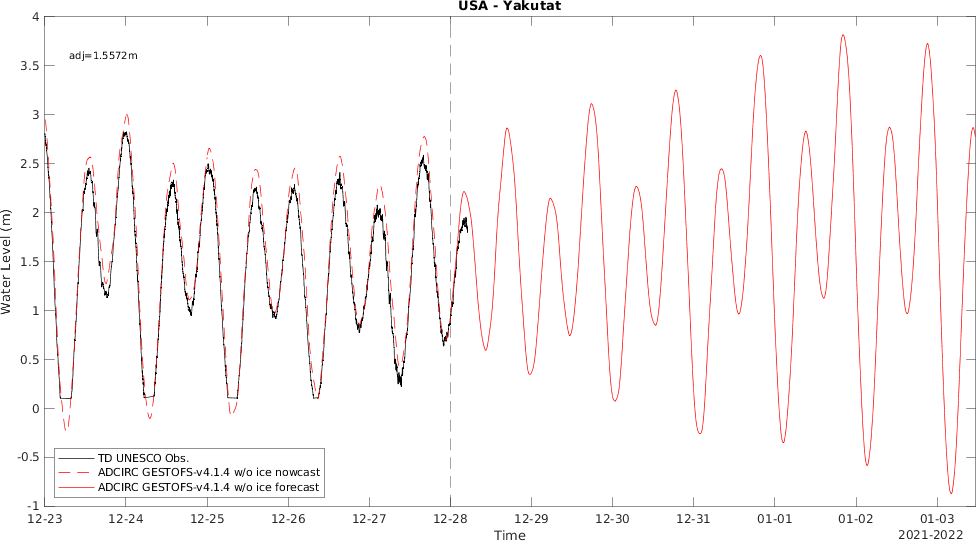 USA - Yakutat
adj=1.5572m
4
3.5
3
2.5
2
1.5
1
0.5
0
-0.5
-1
Water Level (m)
TD UNESCO Obs.
ADCIRC GESTOFS-v4.1.4 w/o ice nowcast
ADCIRC GESTOFS-v4.1.4 w/o ice forecast
12-23 12-24 12-25 12-26 12-27 12-28 12-29 12-30 12-31 01-01 01-02 01-03
Time
2021-2022